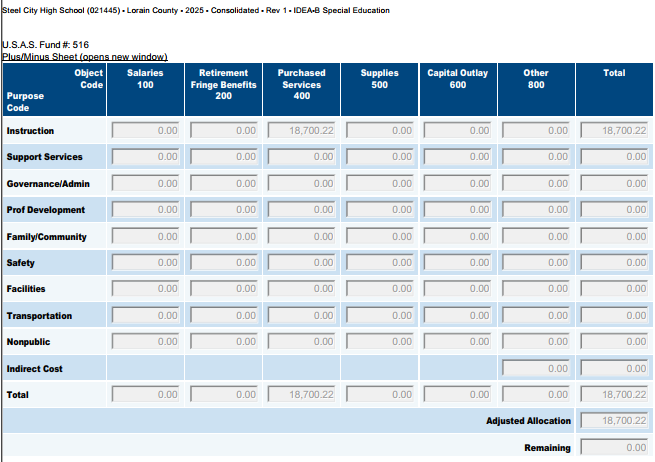 Steel City High School (021445) • Lorain County • 2025 • Consolidated • Rev 1 • IDEA-B Special Education
U.S.A.S. Fund #: 516
Plus/Minus Sheet (opens new window)
Object Code Purpose Code Salaries 100 Retirement Fringe Benefits 200 Purchased Services 400 Supplies 500 Capital Outlay 600 Other 800 Total
Instruction 0.00 0.00 18,700.22 0.00 0.00 0.00 18,700.22
Support Services 0.00 0.00 0.00 0.00 0.00 0.00 0.00
Governance/Admin 0.00 0.00 0.00 0.00 0.00 0.00 0.00
Prof Development 0.00 0.00 0.00 0.00 0.00 0.00 0.00
Family/Community 0.00 0.00 0.00 0.00 0.00 0.00 0.00
Safety 0.00 0.00 0.00 0.00 0.00 0.00 0.00
Facilities 0.00 0.00 0.00 0.00 0.00 0.00 0.00
Transportation 0.00 0.00 0.00 0.00 0.00 0.00 0.00
Nonpublic 0.00 0.00 0.00 0.00 0.00 0.00 0.00
Indirect Cost 0.00 0.00
Total 0.00 0.00 18,700.22 0.00 0.00 0.00 18,700.22
Adjusted Allocation 18,700.22
Remaining 0.00